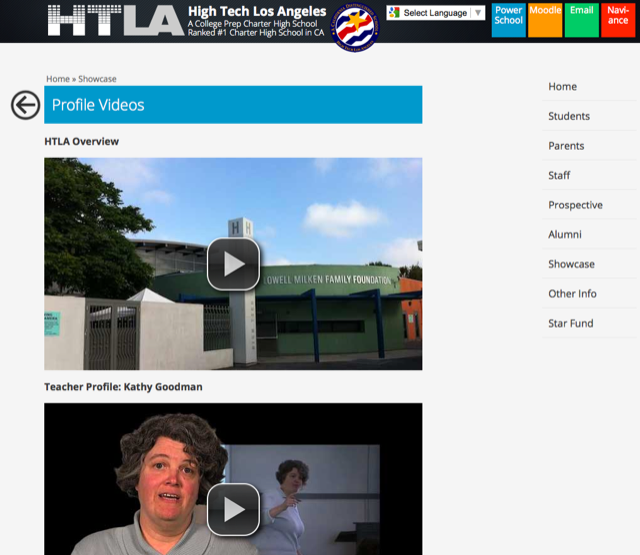 HTLA
High Tech Los Angeles
A College Prep Charter High School
Ranked #1 Charter High School in CA
Select Language
Power School
Moodle
Email
Navi-ance
Home » Showcase
Profile Videos
HTLA Overview
H
LOWELL MILKEN FAMILY FOUNDATION
Teacher Profile: Kathy Goodman
Home
Students
Parents
Staff
Prospective
Alumni
Showcase
Other Info
Star Fund